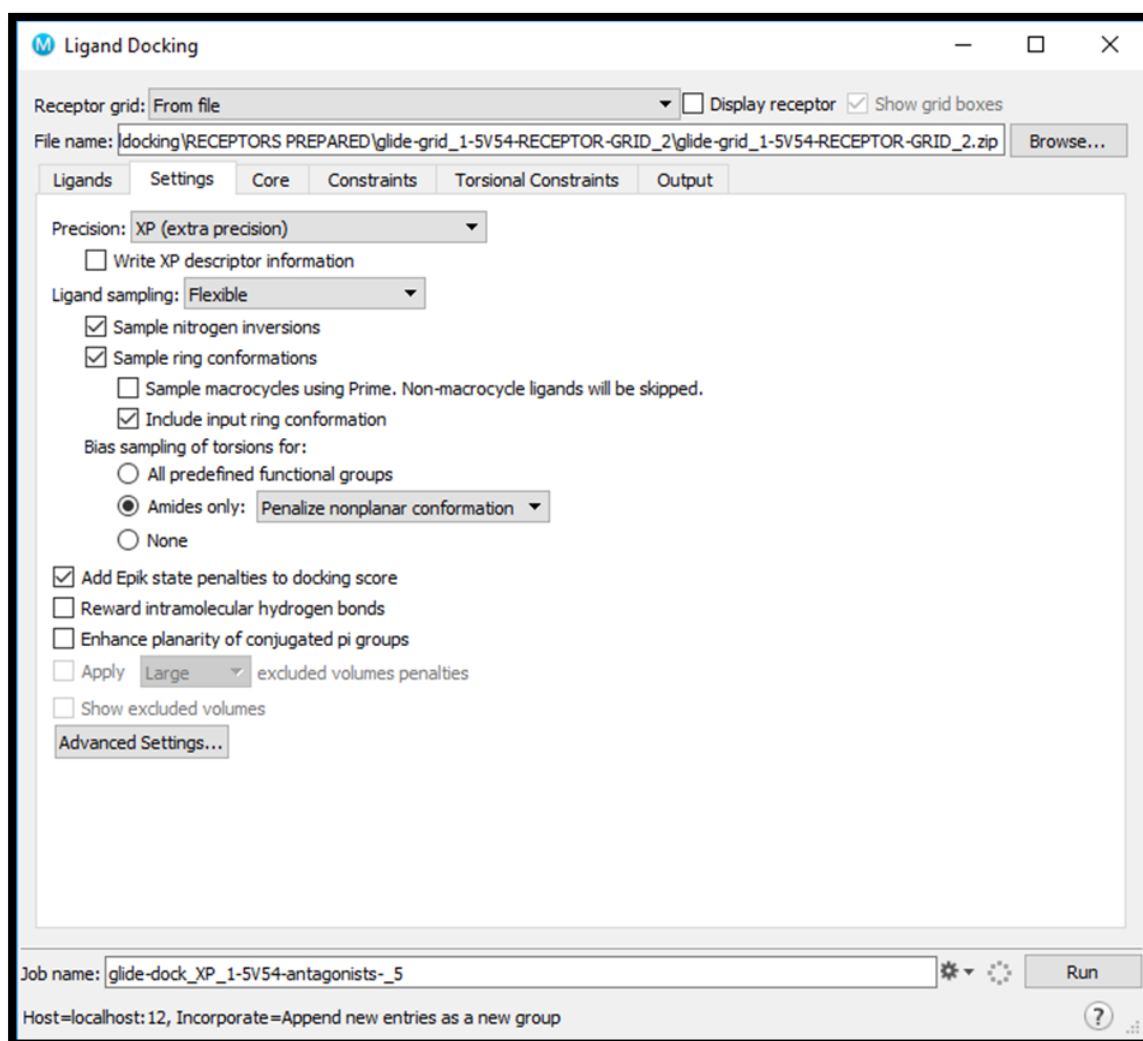 M Ligand Docking
Receptor grid: From file Display receptor Show grid boxes
File name: ldocking\RECEPTORS PREPARED\glide-grid_1-5V54-RECEPTOR-GRID_2\glide-grid_1-5V54-RECEPTOR-GRID_2.zip Browse...
Ligands Settings Core Constraints Torsional Constraints Output
Precision: XP (extra precision)
Write XP descriptor information
Ligand sampling: Flexible
Sample nitrogen inversions
Sample ring conformations
Sample macrocycles using Prime. Non-macrocycle ligands will be skipped.
Include input ring conformation
Bias sampling of torsions for:
All predefined functional groups
Amides only: Penalize nonplanar conformation
None
Add Epik state penalties to docking score
Reward intramolecular hydrogen bonds
Enhance planarity of conjugated pi groups
Apply Large excluded volumes penalties
Show excluded volumes
Advanced Settings...
Job name: glide-dock_XP_1-5V54-antagonists-_5 Run
Host=localhost:12, Incorporate=Append new entries as a new group ?